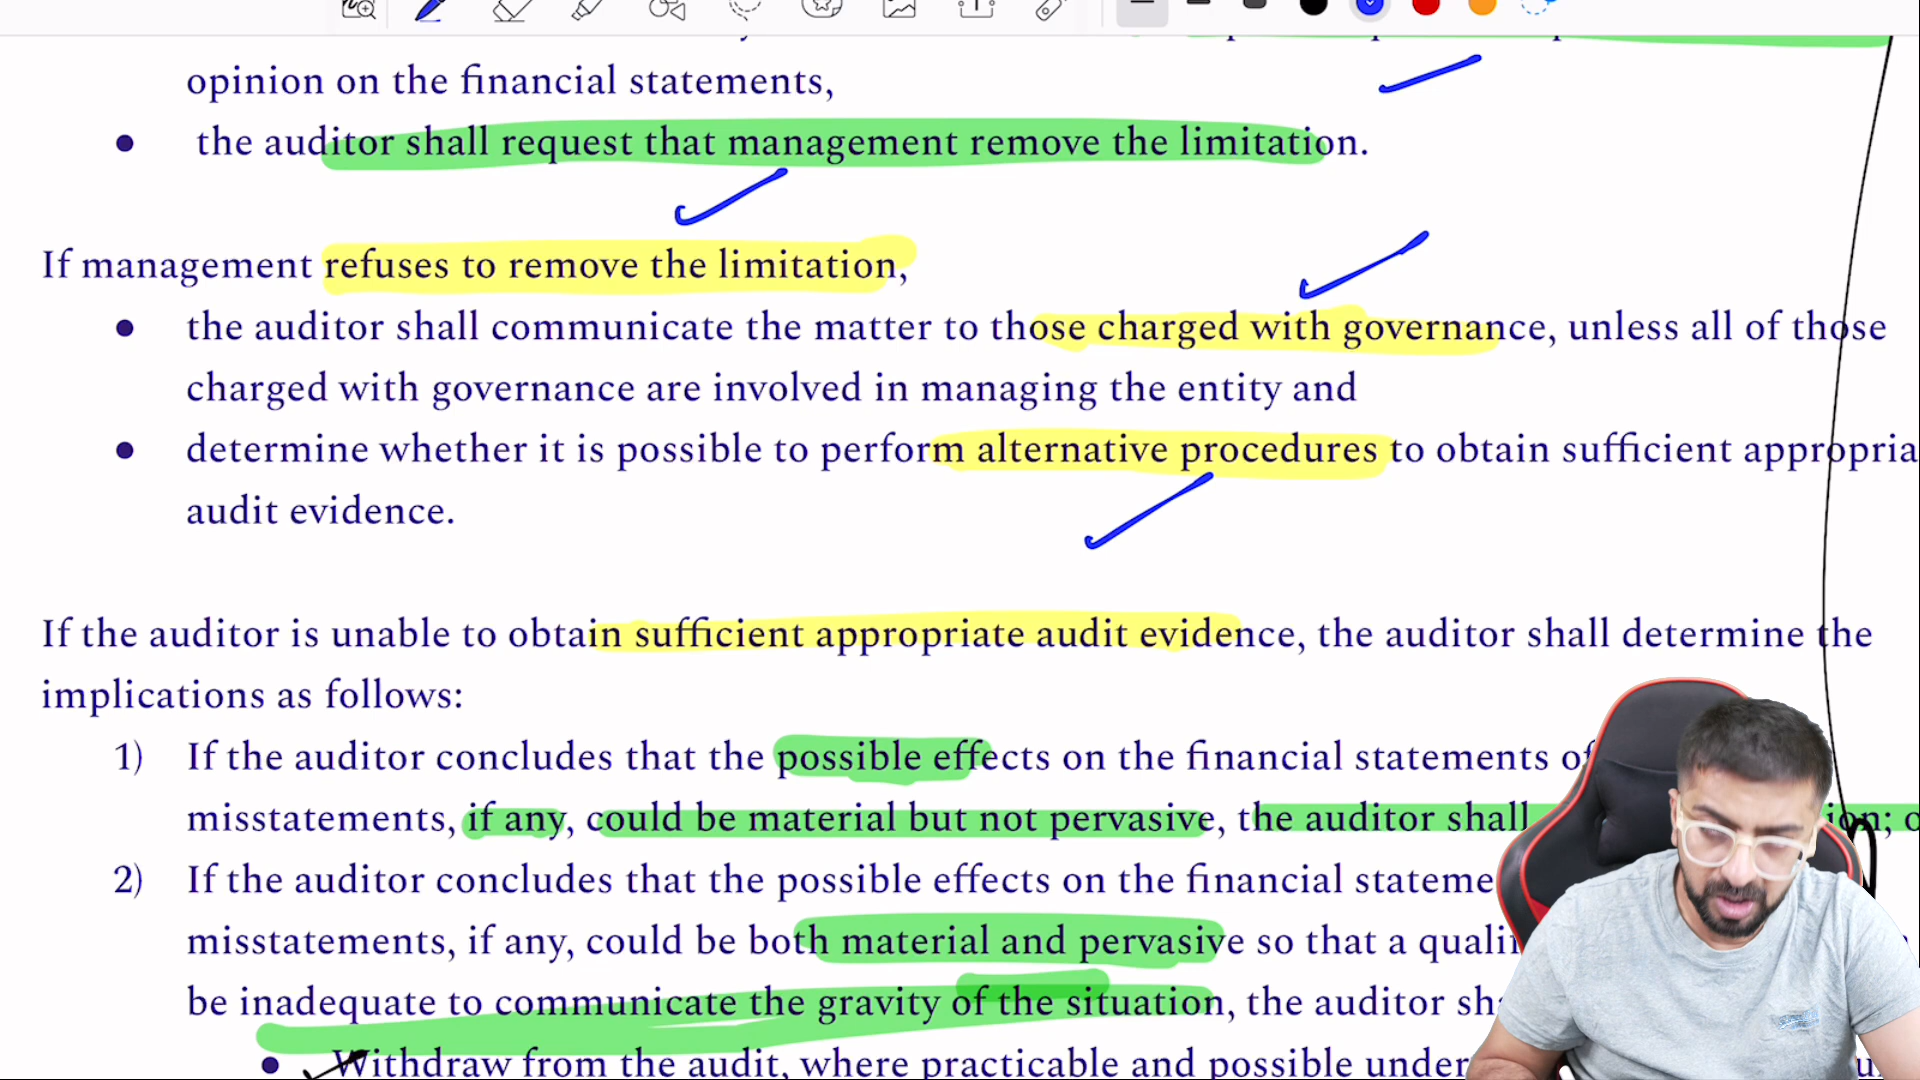 opinion on the financial statements,
● the auditor shall request that management remove the limitation.
If management refuses to remove the limitation,
● the auditor shall communicate the matter to those charged with governance, unless all of those
charged with governance are involved in managing the entity and
● determine whether it is possible to perform alternative procedures to obtain sufficient appropria
audit evidence.
If the auditor is unable to obtain sufficient appropriate audit evidence, the auditor shall determine the
implications as follows:
1) If the auditor concludes that the possible effects on the financial statements of
misstatements, if any, could be material but not pervasive, the auditor shall ion; o
2) If the auditor concludes that the possible effects on the financial stateme
misstatements, if any, could be both material and pervasive so that a quali
be inadequate to communicate the gravity of the situation, the auditor sha
● Withdraw from the audit, where practicable and possible under